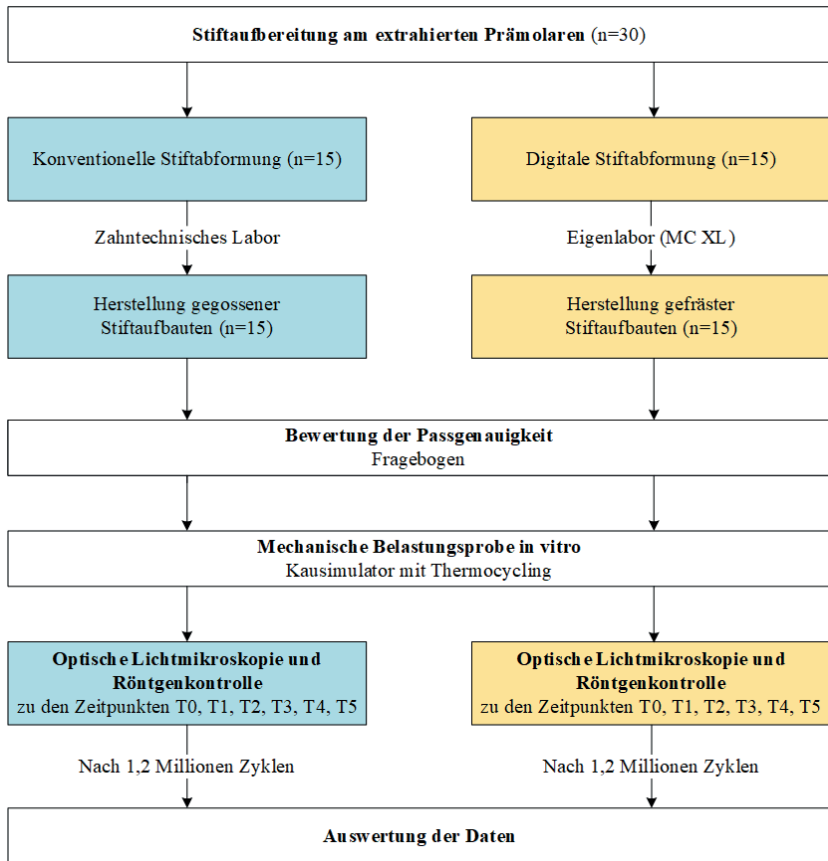 Stiftaufbereitung am extrahierten Prämolaren (n=30)
Konventionelle Stiftabformung (n=15)
Digitale Stiftabformung (n=15)
Zahntechnisches Labor
Eigenlabor (MC XL)
Herstellung gegossener
Stiftaufbauten (n=15)
Herstellung gefräster
Stiftaufbauten (n=15)
Bewertung der Passgenauigkeit
Fragebogen
Mechanische Belastungsprobe in vitro
Kausimulator mit Thermocycling
Optische Lichtmikroskopie und
Röntgenkontrolle
zu den Zeitpunkten T0, T1, T2, T3, T4, T5
Optische Lichtmikroskopie und
Röntgenkontrolle
zu den Zeitpunkten T0, T1, T2, T3, T4, T5
Nach 1,2 Millionen Zyklen
Nach 1,2 Millionen Zyklen
Auswertung der Daten